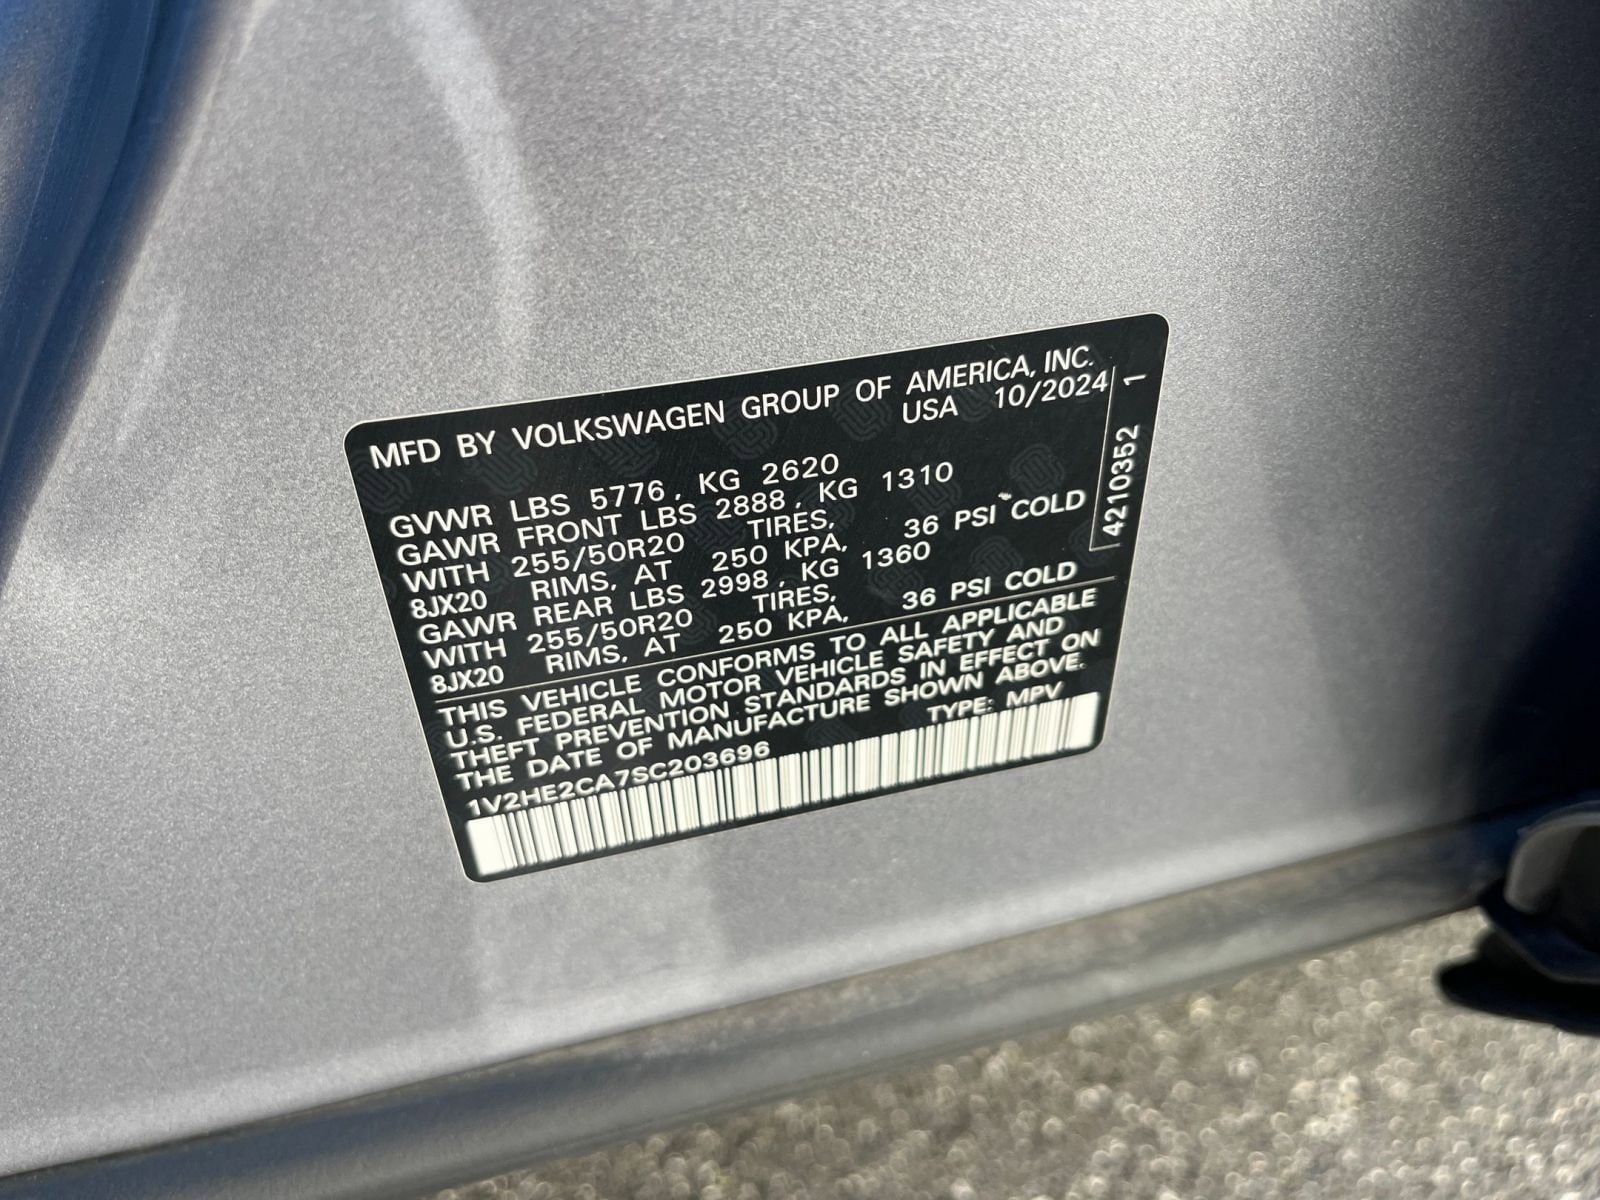 MFD BY VOLKSWAGEN GROUP OF AMERICA, INC.
USA 10/2024
GVWR LBS 5776, KG 2620
GAWR FRONT LBS 2888, KG 1310
WITH 255/50R20 TIRES,
8JX20 RIMS, AT 250 KPA, 36 PSI COLD
GAWR REAR LBS 2998, KG 1360
WITH 255/50R20 TIRES,
8JX20 RIMS, AT 250 KPA, 36 PSI COLD
THIS VEHICLE CONFORMS TO ALL APPLICABLE
U.S. FEDERAL MOTOR VEHICLE SAFETY AND
THEFT PREVENTION STANDARDS IN EFFECT ON
THE DATE OF MANUFACTURE SHOWN ABOVE.
1V2HE2CA7SC203696 TYPE: MPV
4210352 1